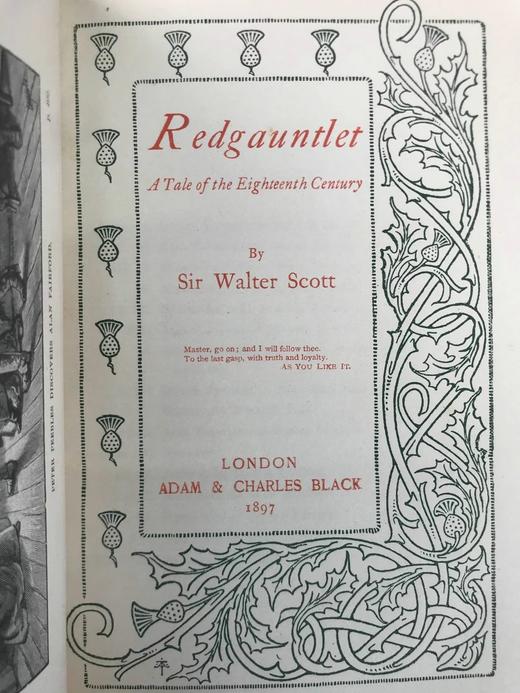 Redgauntlet
A Tale of the Eighteenth Century
By
Sir Walter Scott
Master, go on; and I will follow thee.
To the last gasp, with truth and loyalty.
AS YOU LIKE IT.
LONDON
ADAM & CHARLES BLACK
1897
PETER PEEBLES DISCOVERS ALAN FAIRFORD.